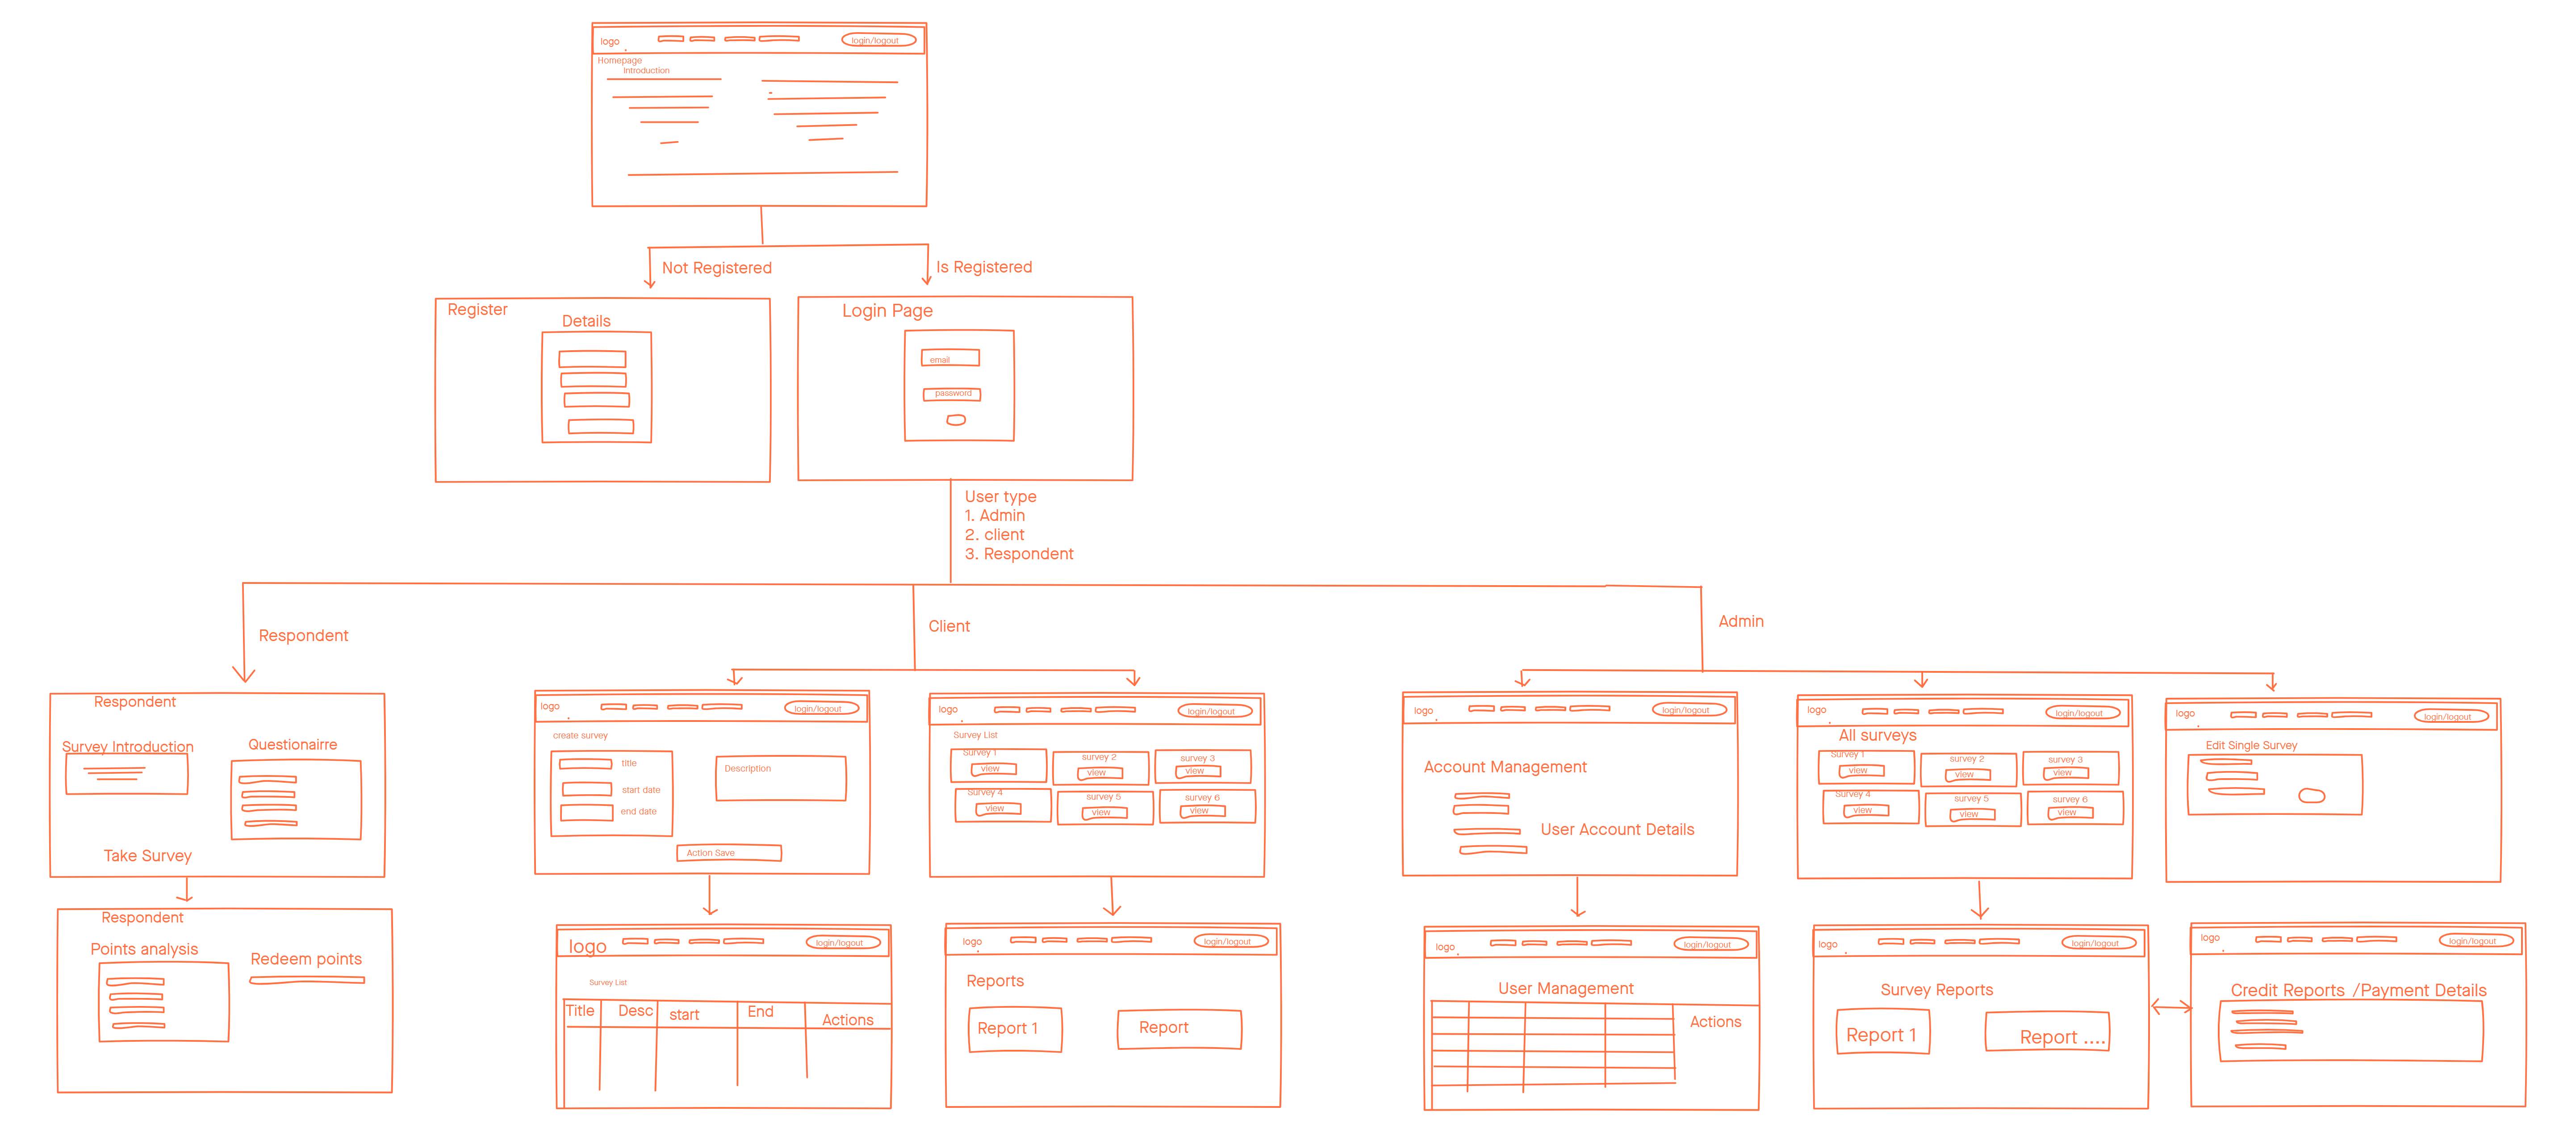 logo
login/logout
Homepage
Introduction
Not Registered
Is Registered
Register
Details
Login Page
email
password
User type
1. Admin
2. client
3. Respondent
Respondent
Client
Admin
Respondent
Survey Introduction
Questionairre
Take Survey
logo
login/logout
create survey
title
start date
end date
Description
Action Save
logo
login/logout
Survey List
Survey 1
view
survey 2
view
survey 3
view
Survey 4
view
survey 5
view
survey 6
view
logo
login/logout
Account Management
User Account Details
logo
login/logout
All surveys
Survey 1
view
survey 2
view
survey 3
view
Survey 4
view
survey 5
view
survey 6
view
logo
login/logout
Edit Single Survey
Respondent
Points analysis
Redeem points
logo
login/logout
Survey List
Title
Desc
start
End
Actions
logo
login/logout
Reports
Report 1
Report
logo
login/logout
User Management
Actions
logo
login/logout
Survey Reports
Report 1
Report ....
logo
login/logout
Credit Reports /Payment Details